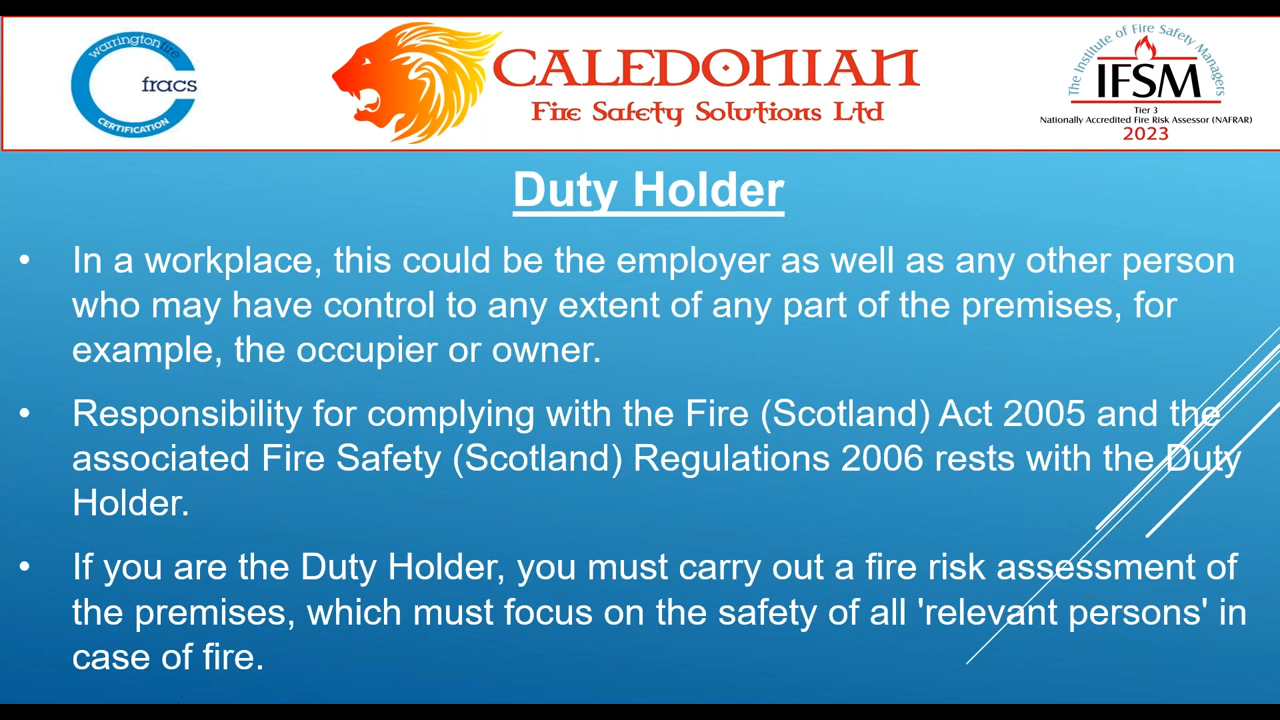 warringtonfire
fracs
CERTIFICATION
CALEDONIAN
Fire Safety Solutions Ltd
The Institute of Fire Safety Managers
IFSM
Tier 3
Nationally Accredited Fire Risk Assessor (NAFRAR)
2023
Duty Holder
• In a workplace, this could be the employer as well as any other person
who may have control to any extent of any part of the premises, for
example, the occupier or owner.
• Responsibility for complying with the Fire (Scotland) Act 2005 and the
associated Fire Safety (Scotland) Regulations 2006 rests with the Duty
Holder.
• If you are the Duty Holder, you must carry out a fire risk assessment of
the premises, which must focus on the safety of all 'relevant persons' in
case of fire.